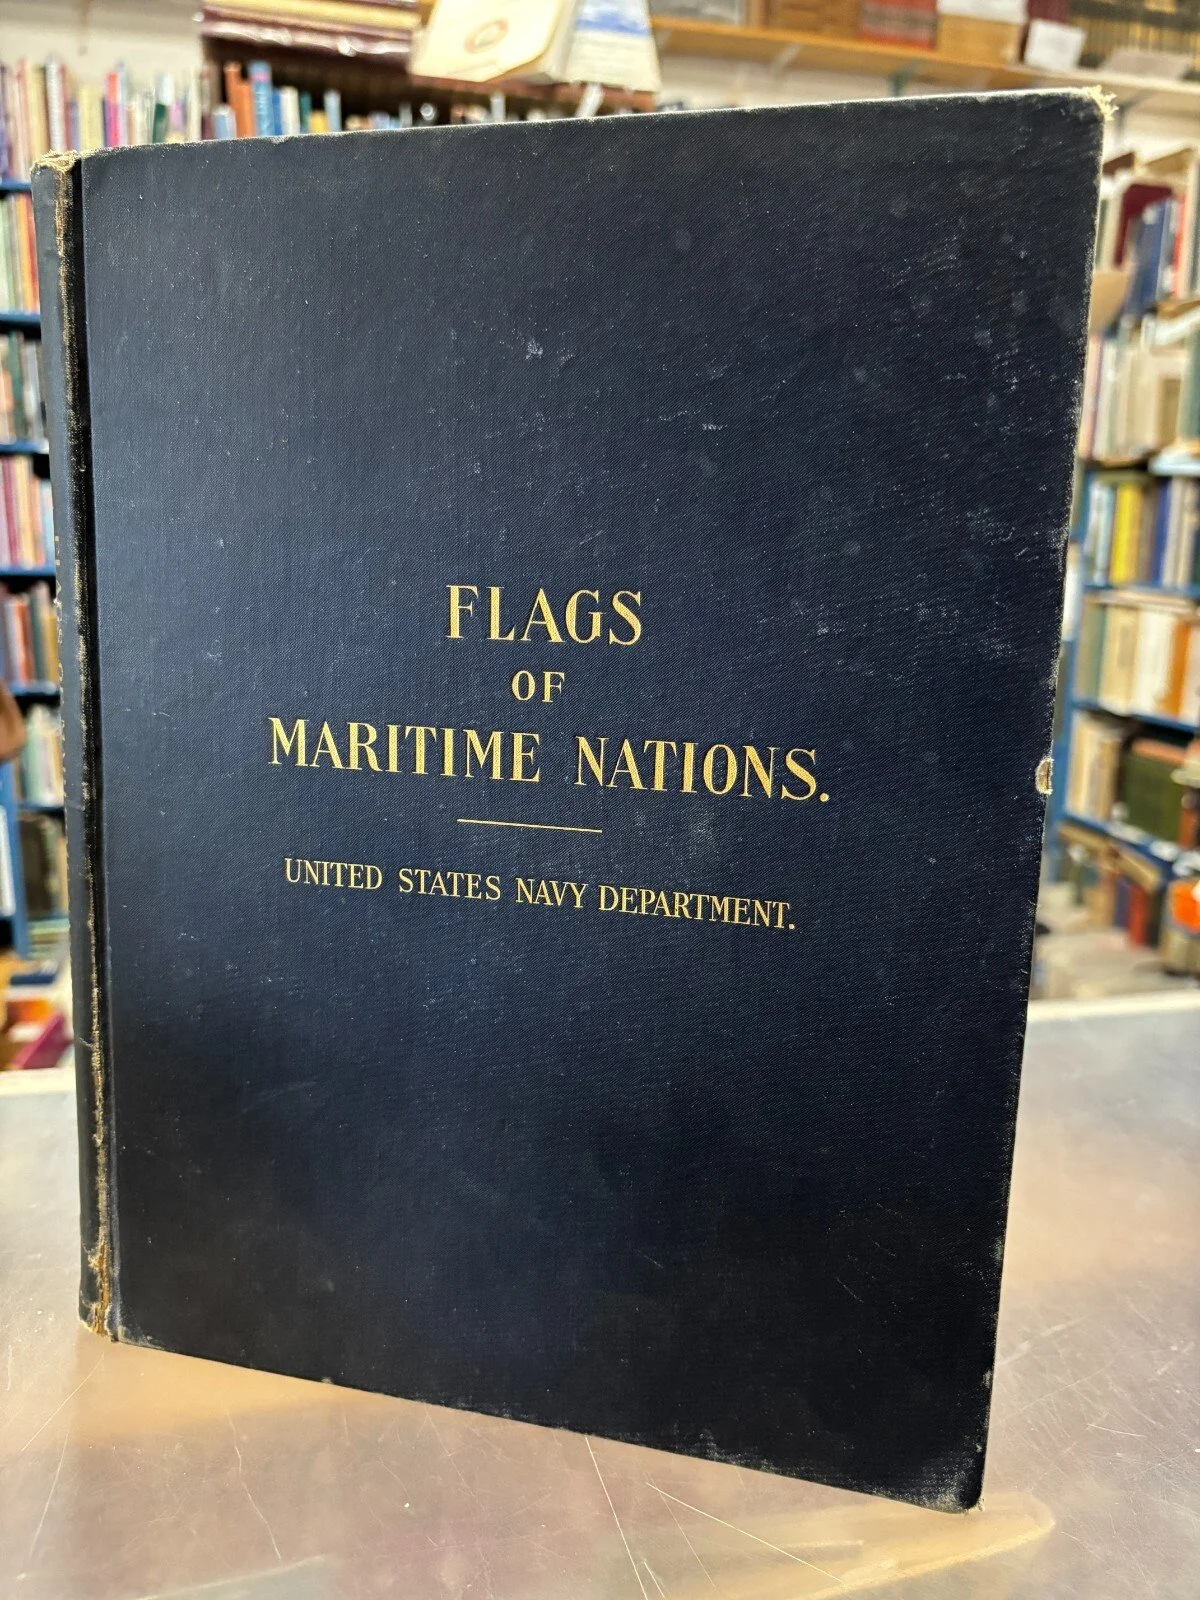 FLAGS
OF
MARITIME NATIONS.
UNITED STATES NAVY DEPARTMENT.